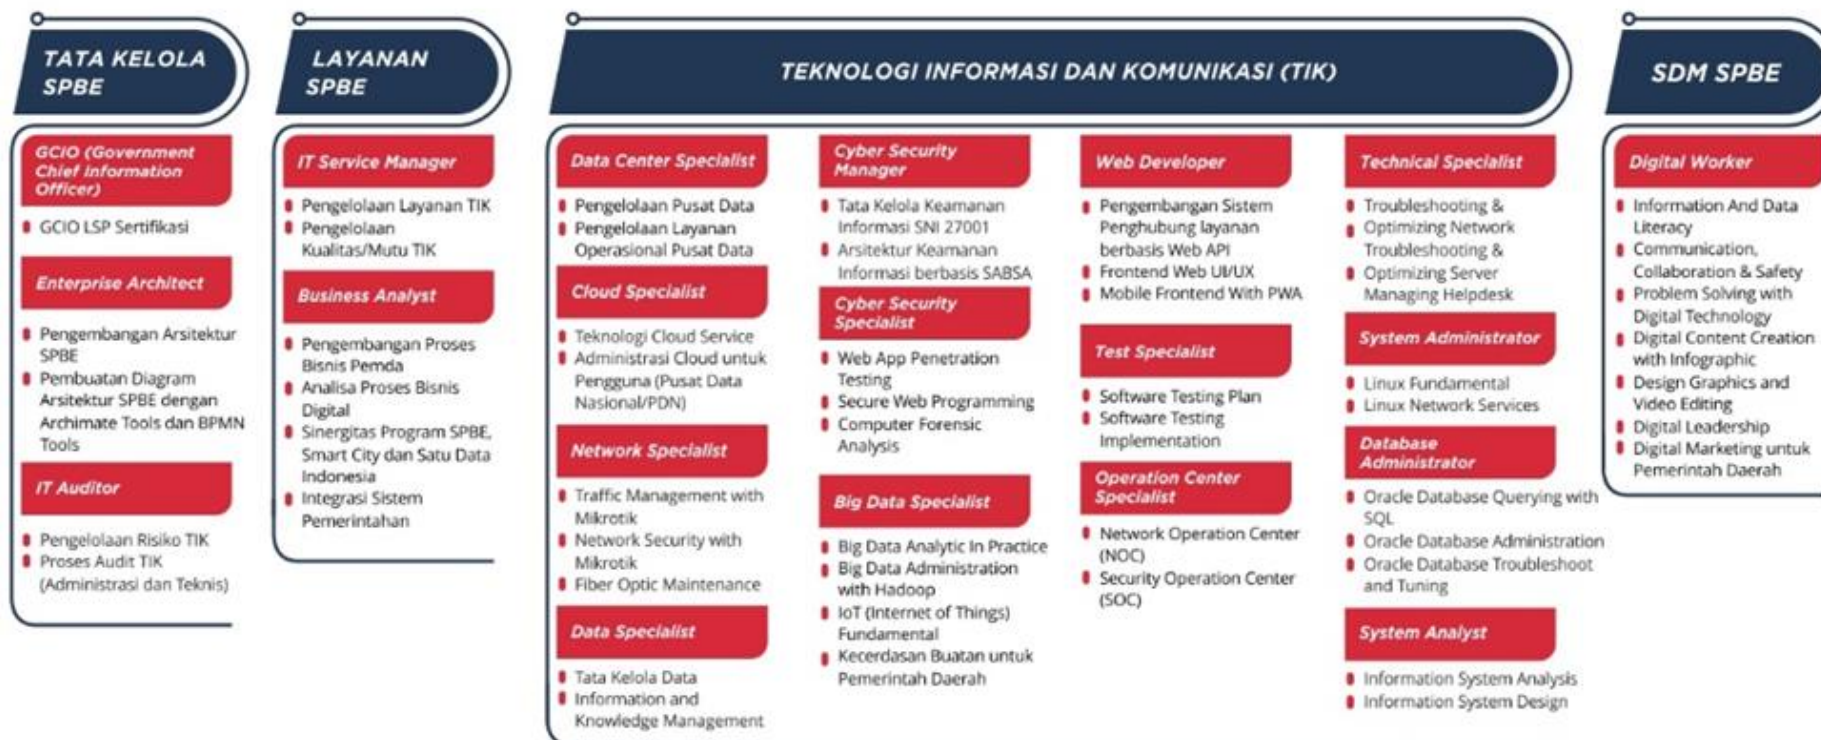 TATA KELOLA
SPBE
GCIO (Government
Chief Information
Officer)
GCIO LSP Sertifikasi
Enterprise Architect
Pengembangan Arsitektur
SPBE
Pembuatan Diagram
Arsitektur SPBE dengan
Archimate Tools dan BPMN
Tools
IT Auditor
Pengelolaan Risiko TIK
Proses Audit TIK
(Administrasi dan Teknis)
LAYANAN
SPBE
IT Service Manager
Pengelolaan Layanan TIK
Pengelolaan
Kualitas/Mutu TIK
Business Analyst
Pengembangan Proses
Bisnis Pemda
Analisa Proses Bisnis
Digital
Sinergitas Program SPBE,
Smart City dan Satu Data
Indonesia
Integrasi Sistem
Pemerintahan
TEKNOLOGI INFORMASI DAN KOMUNIKASI (TIK)
Data Center Specialist
Pengelolaan Pusat Data
Pengelolaan Layanan
Operasional Pusat Data
Cloud Specialist
Teknologi Cloud Service
Administrasi Cloud untuk
Pengguna (Pusat Data
Nasional/PDN)
Network Specialist
Traffic Management with
Mikrotik
Network Security with
Mikrotik
Fiber Optic Maintenance
Data Specialist
Tata Kelola Data
Information and
Knowledge Management
Cyber Security
Manager
Tata Kelola Keamanan
Informasi SNI 27001
Arsitektur Keamanan
Informasi berbasis SABSA
Cyber Security
Specialist
Web App Penetration
Testing
Secure Web Programming
Computer Forensic
Analysis
Big Data Specialist
Big Data Analytic In Practice
Big Data Administration
with Hadoop
IoT (Internet of Things)
Fundamental
Kecerdasan Buatan untuk
Pemerintah Daerah
Web Developer
Pengembangan Sistem
Penghubung layanan
berbasis Web API
Frontend Web UI/UX
Mobile Frontend With PWA
Test Specialist
Software Testing Plan
Software Testing
Implementation
Operation Center
Specialist
Network Operation Center
(NOC)
Security Operation Center
(SOC)
Technical Specialist
Troubleshooting &
Optimizing Network
Troubleshooting &
Optimizing Server
Managing Helpdesk
System Administrator
Linux Fundamental
Linux Network Services
Database
Administrator
Oracle Database Querying with
SQL
Oracle Database Administration
Oracle Database Troubleshoot
and Tuning
System Analyst
Information System Analysis
Information System Design
SDM SPBE
Digital Worker
Information And Data
Literacy
Communication,
Collaboration & Safety
Problem Solving with
Digital Technology
Digital Content Creation
with Infographic
Design Graphics and
Video Editing
Digital Leadership
Digital Marketing untuk
Pemerintah Daerah